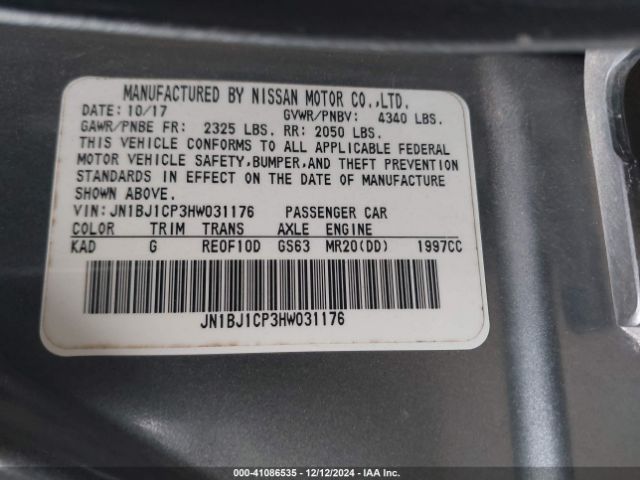 MANUFACTURED BY NISSAN MOTOR CO.,LTD.
DATE: 10/17 GVWR/PNBV: 4340 LBS.
GAWR/PNBE FR: 2325 LBS. RR: 2050 LBS.
THIS VEHICLE CONFORMS TO ALL APPLICABLE FEDERAL
MOTOR VEHICLE SAFETY,BUMPER,AND THEFT PREVENTION
STANDARDS IN EFFECT ON THE DATE OF MANUFACTURE
SHOWN ABOVE.
VIN:JN1BJ1CP3HW031176 PASSENGER CAR
COLOR TRIM TRANS AXLE ENGINE
KAD G RE0F10D GS63 MR20(DD) 1997CC
JN1BJ1CP3HW031176
000-41086535 - 12/12/2024 - IAA Inc.